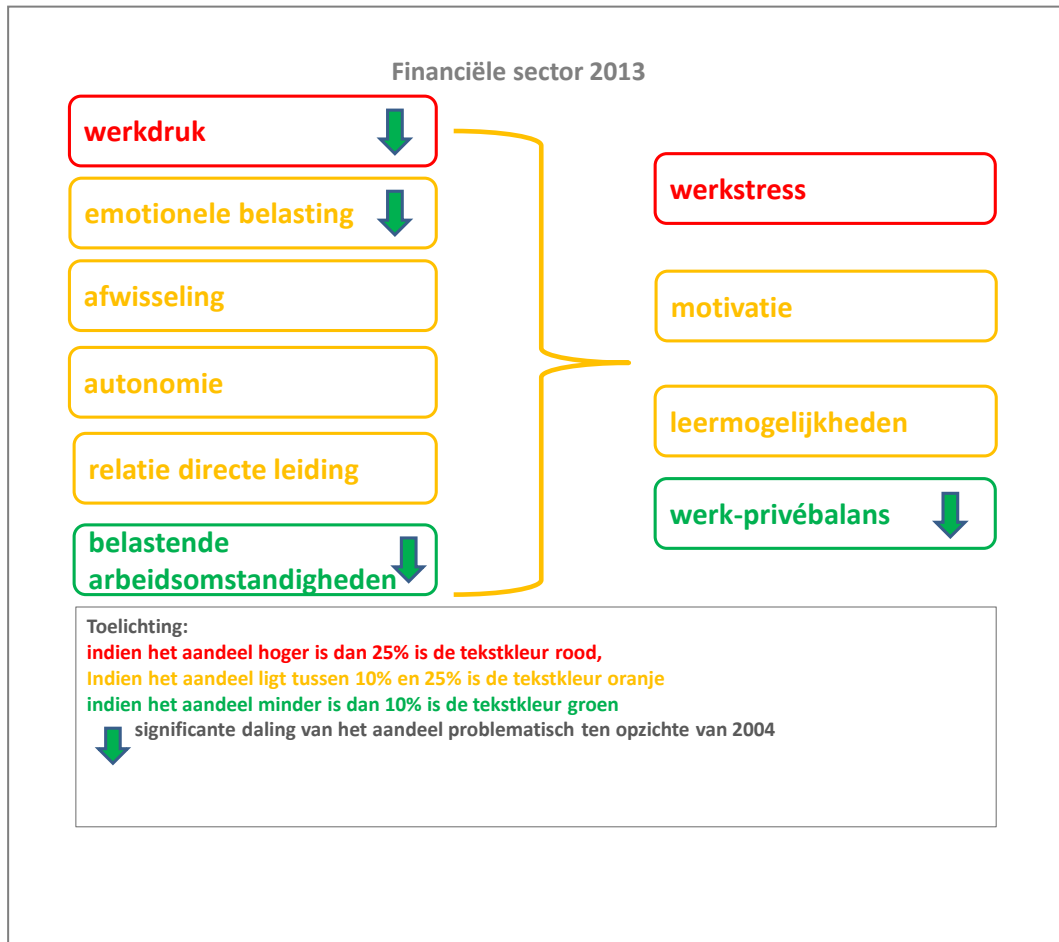 Financiële sector 2013
werkdruk
emotionele belasting
afwisseling
autonomie
relatie directe leiding
belastende
arbeidsomstandigheden
werkstress
motivatie
leermogelijkheden
werk-privébalans
Toelichting:
indien het aandeel hoger is dan 25% is de tekstkleur rood,
Indien het aandeel ligt tussen 10% en 25% is de tekstkleur oranje
indien het aandeel minder is dan 10% is de tekstkleur groen
significante daling van het aandeel problematisch ten opzichte van 2004